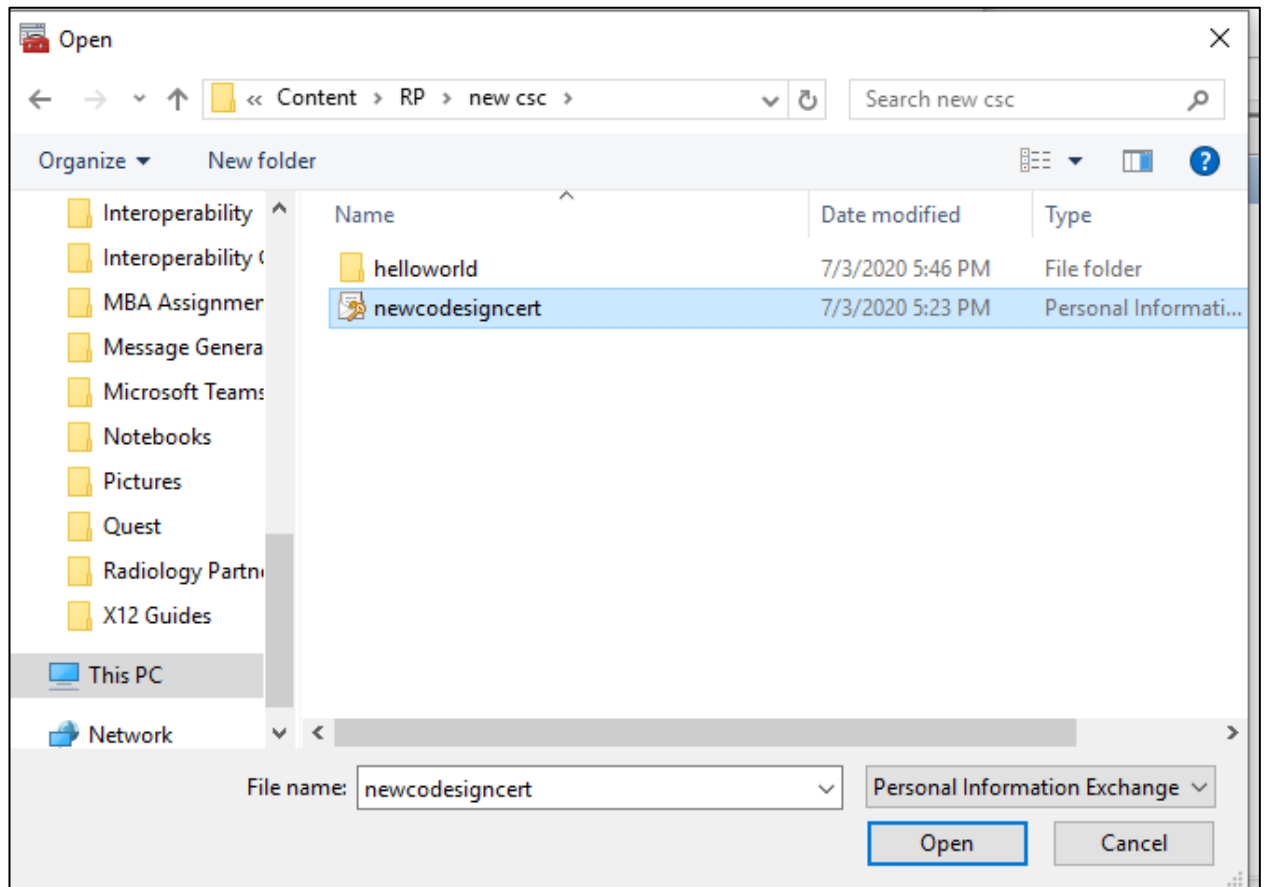 Open
« Content > RP > new csc >
Search new csc
Organize
New folder
?
Interoperability
Interoperability
MBA Assignmen
Message Genera
Microsoft Teams
Notebooks
Pictures
Quest
Radiology Partn
X12 Guides
This PC
Network
Name
Date modified
Type
helloworld
7/3/2020 5:46 PM
File folder
newcodesigncert
7/3/2020 5:23 PM
Personal Informati...
File name:
newcodesigncert
Personal Information Exchange
Open
Cancel